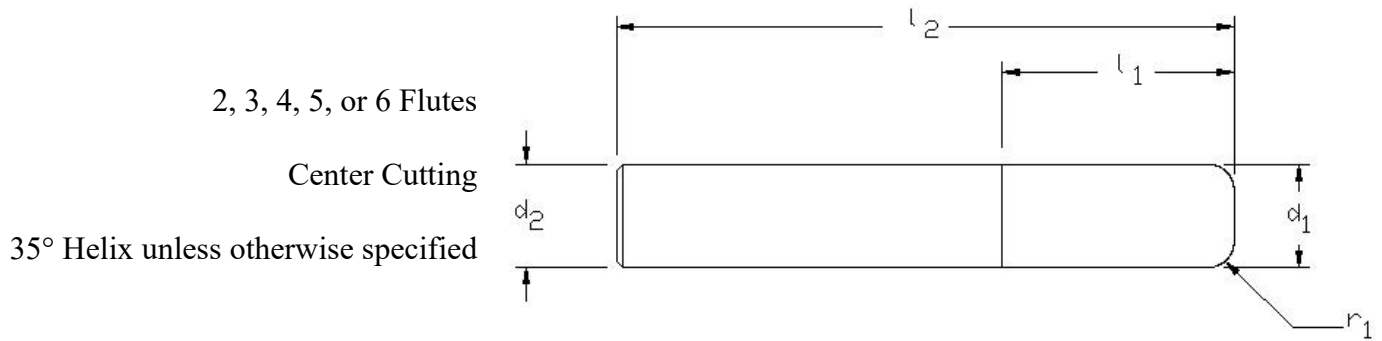 l2
l1
2, 3, 4, 5, or 6 Flutes
Center Cutting
d2
d1
35° Helix unless otherwise specified
r1